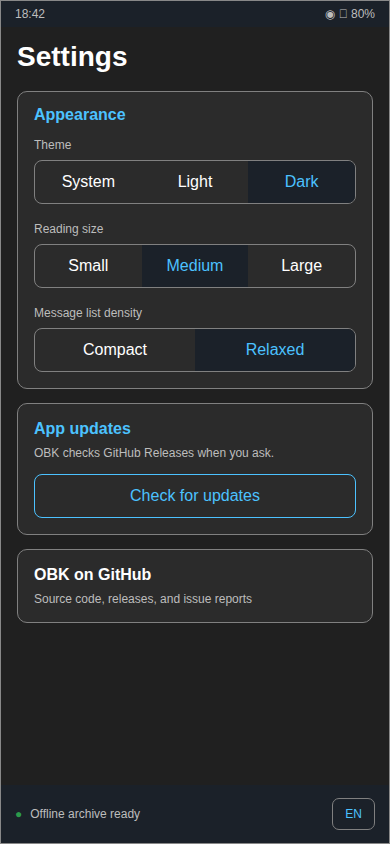 18:42 ◉ 80%
Settings
Appearance
Theme
System Light Dark
Reading size
Small Medium Large
Message list density
Compact Relaxed
App updates
OBK checks GitHub Releases when you ask.
Check for updates
OBK on GitHub
Source code, releases, and issue reports
● Offline archive ready EN